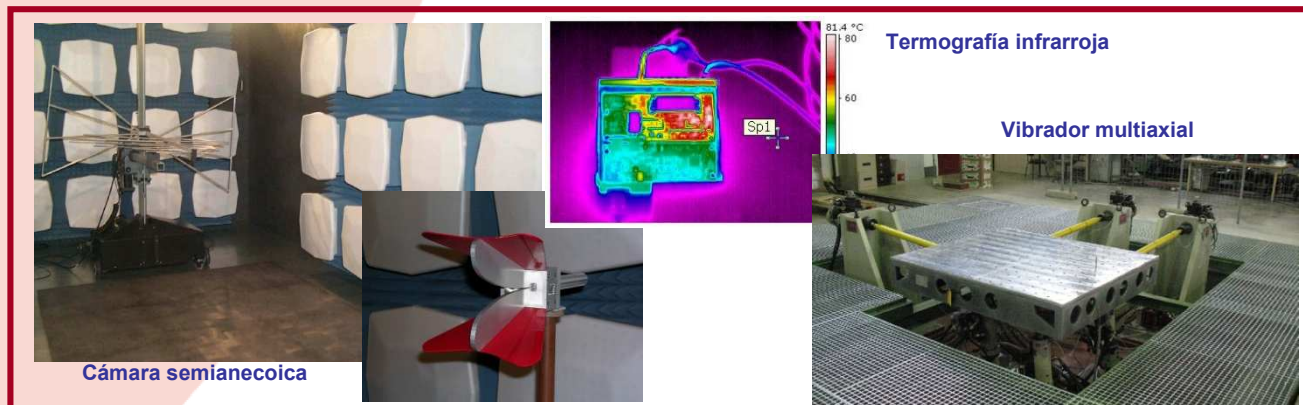 81.4 °C
80
Termografía infrarroja
60
Sp1
Vibrador multiaxial
Cámara semianecoica